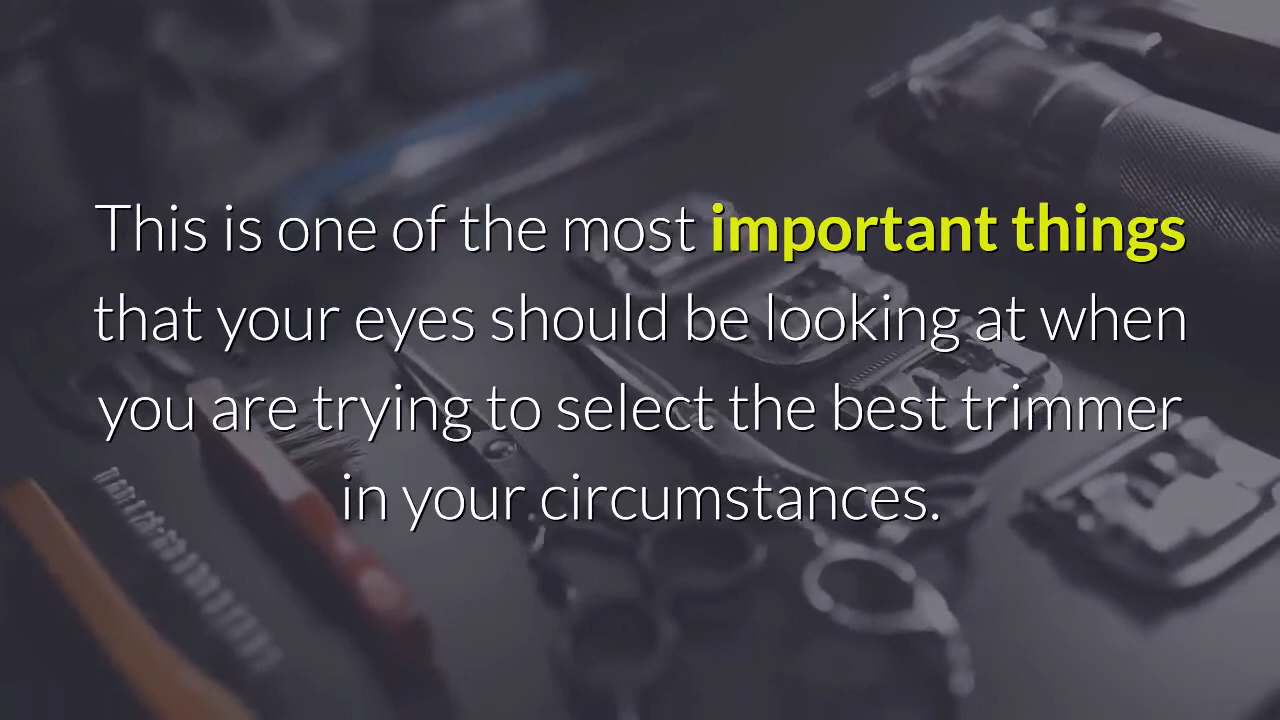 This is one of the most important things
that your eyes should be looking at when
you are trying to select the best trimmer
in your circumstances.